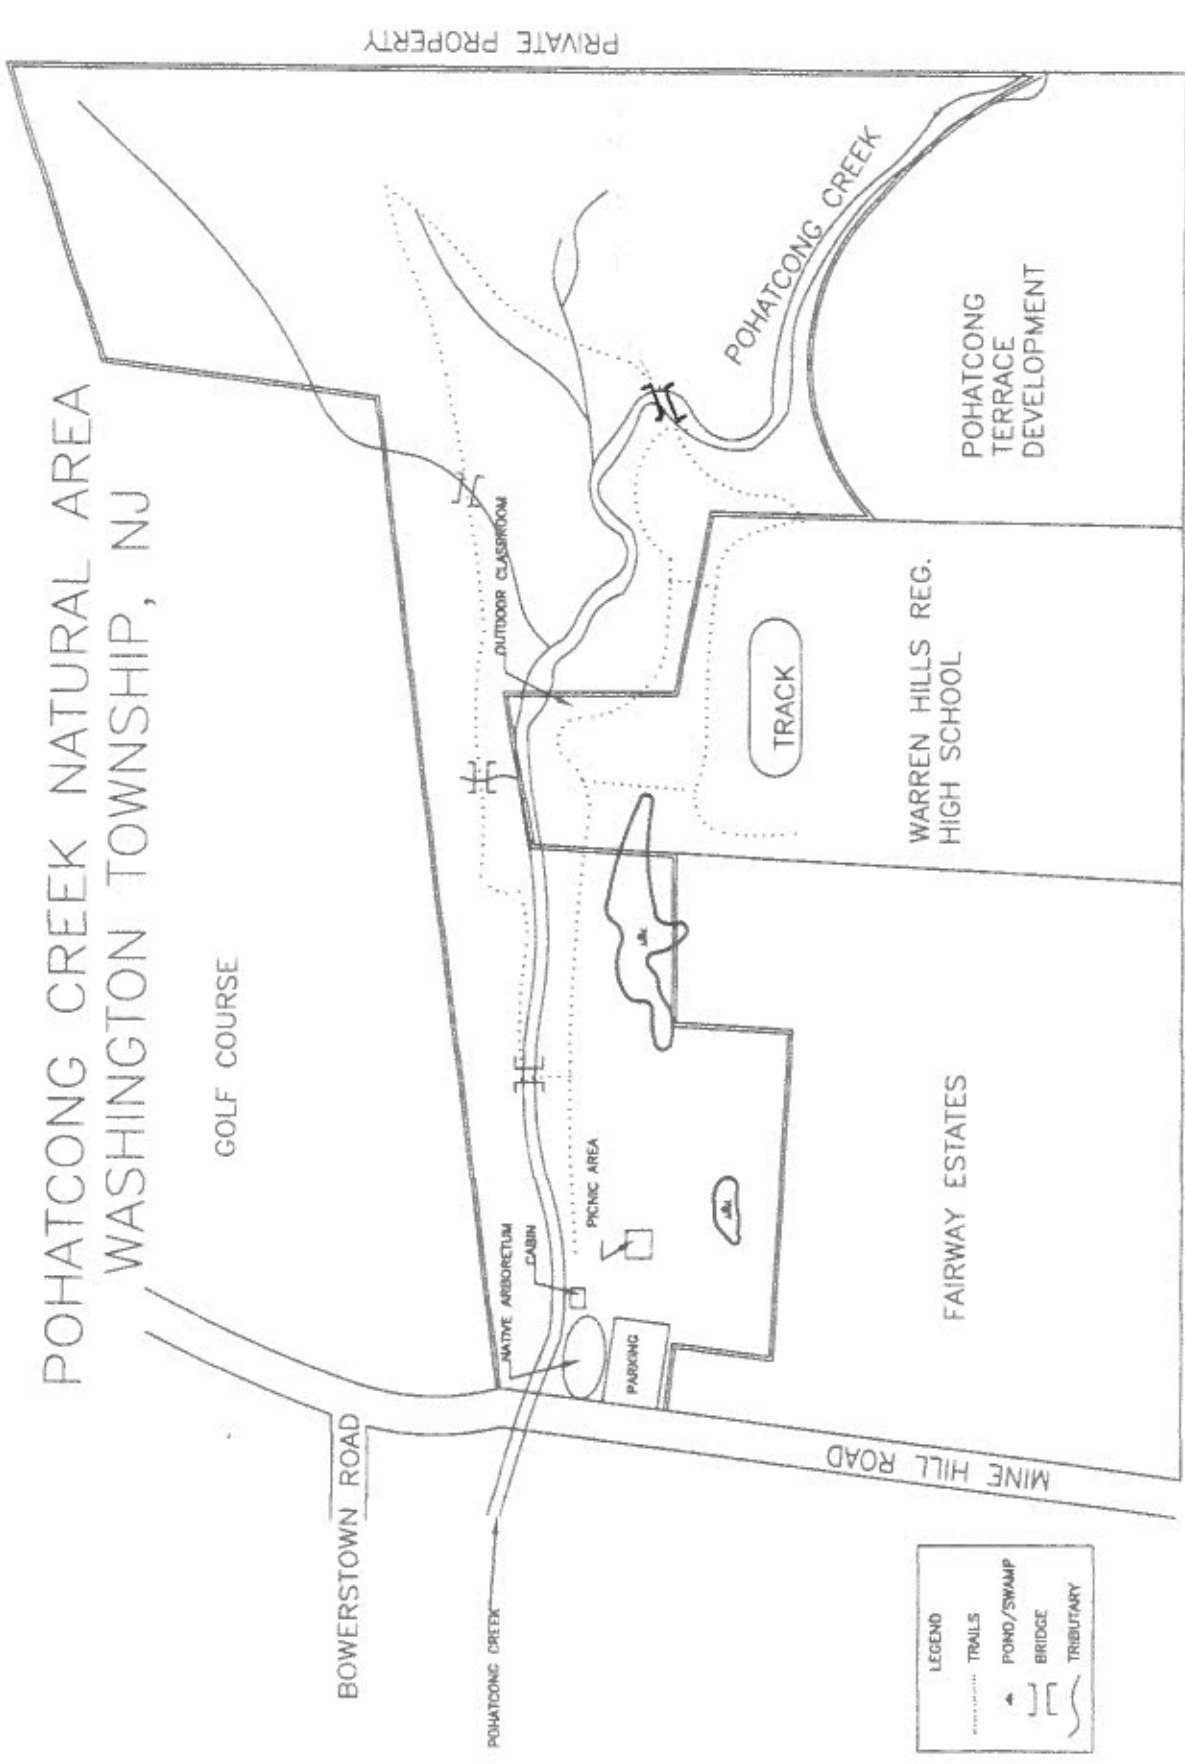 POHATCONG CREEK NATURAL AREA
WASHINGTON TOWNSHIP, NJ
PRIVATE PROPERTY
GOLF COURSE
BOWERSTOWN ROAD
POHATCONG CREEK
NATIVE ARBORETUM
CABIN
PICNIC AREA
PARKING
MINE HILL ROAD
OUTDOOR CLASSROOM
POHATCONG CREEK
TRACK
FAIRWAY ESTATES
WARREN HILLS REG.
HIGH SCHOOL
POHATCONG
TERRACE
DEVELOPMENT
LEGEND
TRAILS
POND/SWAMP
BRIDGE
TRIBUTARY